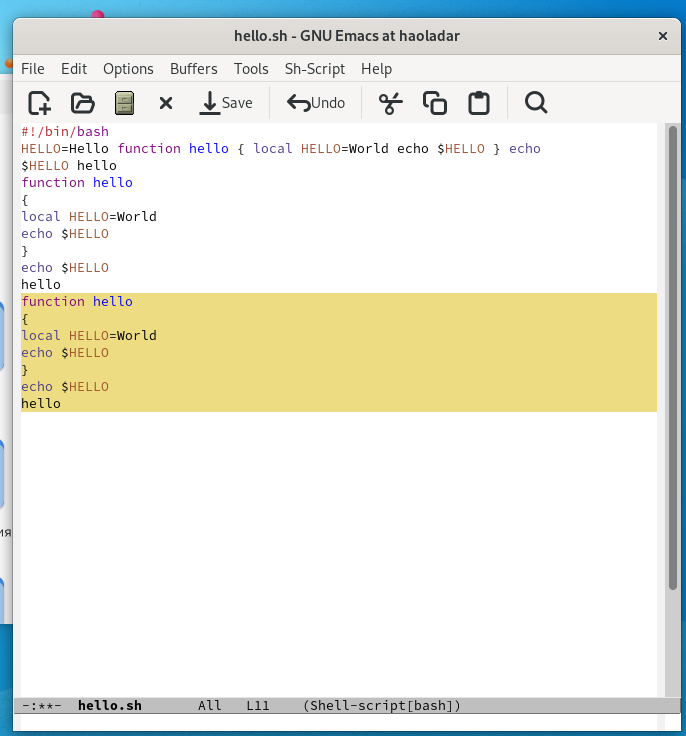 hello.sh - GNU Emacs at haoladar
File Edit Options Buffers Tools Sh-Script Help
Save Undo
#!/bin/bash
HELLO=Hello function hello { local HELLO=World echo $HELLO } echo
$HELLO hello
function hello
{
local HELLO=World
echo $HELLO
}
echo $HELLO
hello
function hello
{
local HELLO=World
echo $HELLO
}
echo $HELLO
hello
ия
-:**- hello.sh All L11 (Shell-script[bash])